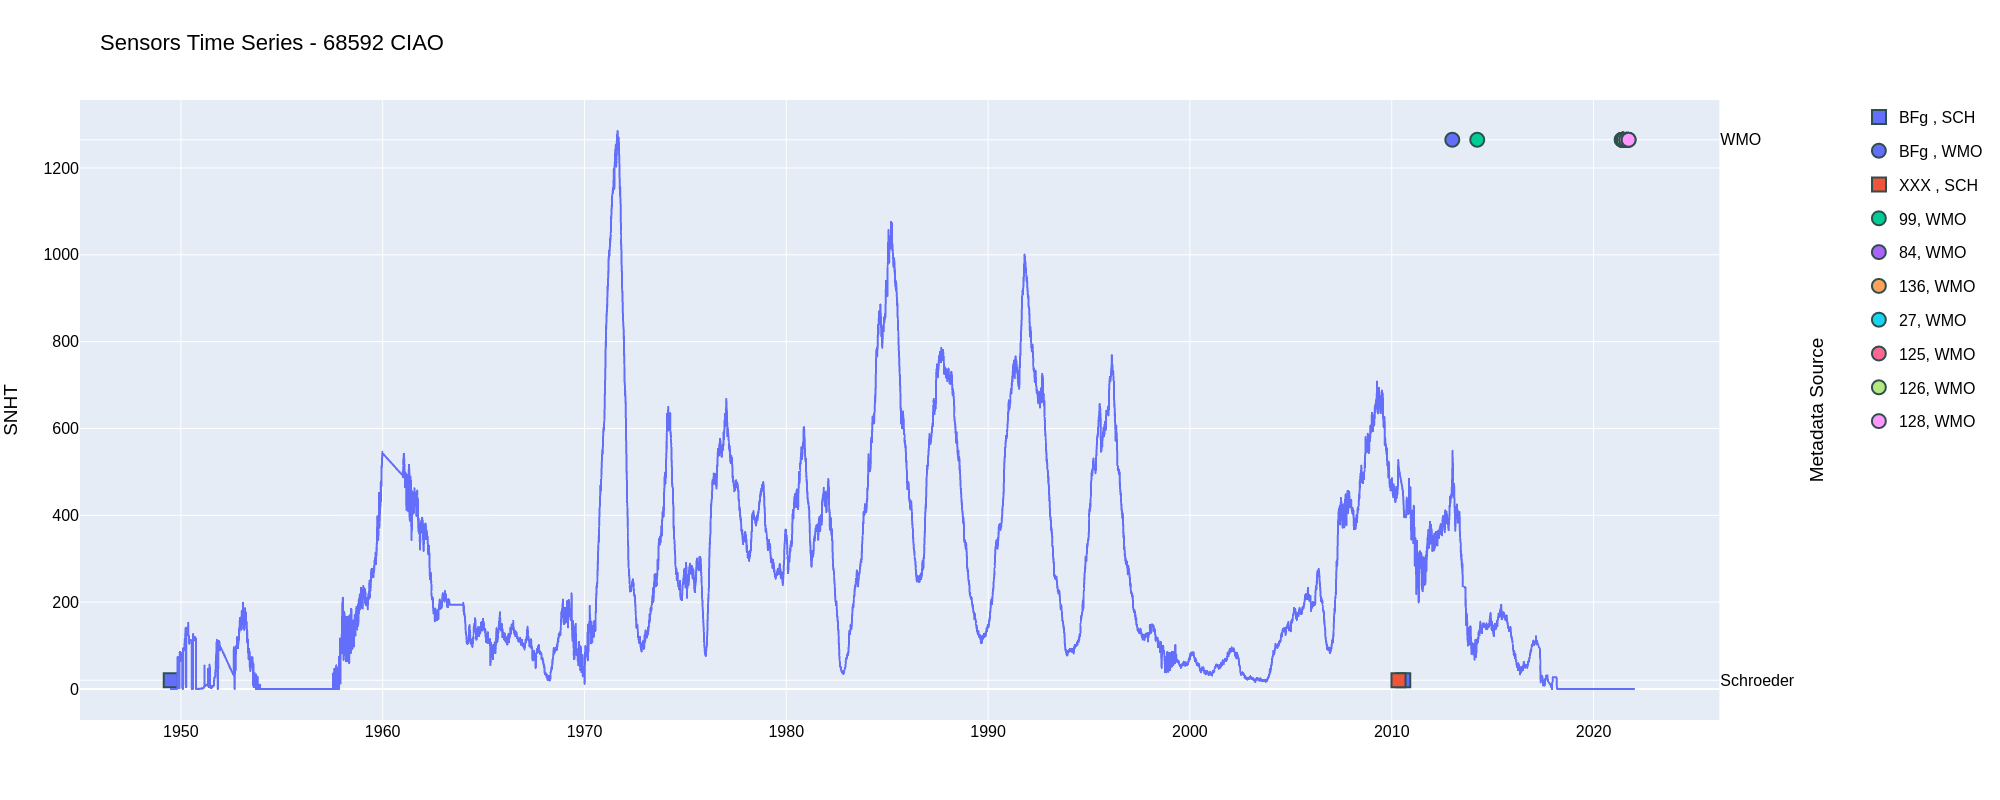 Sensors Time Series - 68592 CIAO
SNHT
1200
1000
800
600
400
200
0
1950
1960
1970
1980
1990
2000
2010
2020
WMO
Schroeder
Metadata Source
BFg , SCH
BFg , WMO
XXX , SCH
99, WMO
84, WMO
136, WMO
27, WMO
125, WMO
126, WMO
128, WMO